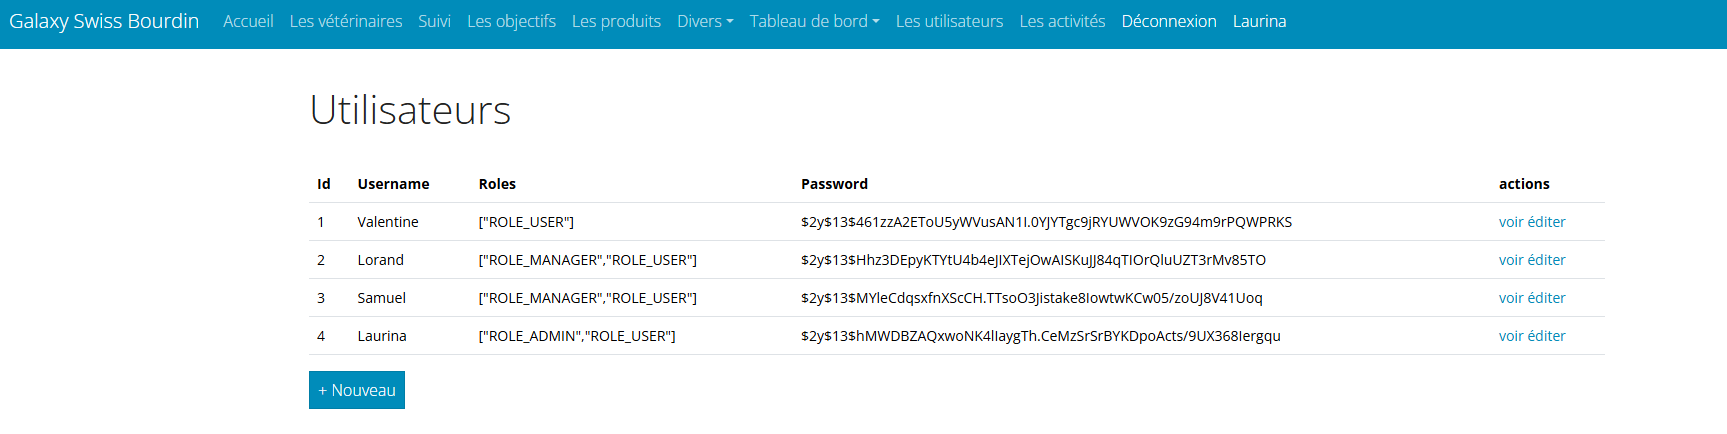 Galaxy Swiss Bourdin Accueil Les vétérinaires Suivi Les objectifs Les produits Divers Tableau de bord Les utilisateurs Les activités Déconnexion Laurina
Utilisateurs
Id Username Roles Password actions
1 Valentine ["ROLE_USER"] $2y$13$461zzA2EToU5yWVusAN1I.0YJYTgc9jRYUWVOK9zG94m9rPQWPRKS voir éditer
2 Lorand ["ROLE_MANAGER","ROLE_USER"] $2y$13$Hhz3DEpyKTYtU4b4eJIXTejOwAISKuJJ84qTIOrQluUZT3rMv85TO voir éditer
3 Samuel ["ROLE_MANAGER","ROLE_USER"] $2y$13$MYleCdqsxfnXScCH.TTsoO3Jistake8IowtwKCw05/zoUJ8V41Uoq voir éditer
4 Laurina ["ROLE_ADMIN","ROLE_USER"] $2y$13$hMWDBZAQxwoNK4lIaygTh.CeMzSrSrBYKDpoActs/9UX368Iergqu voir éditer
+ Nouveau